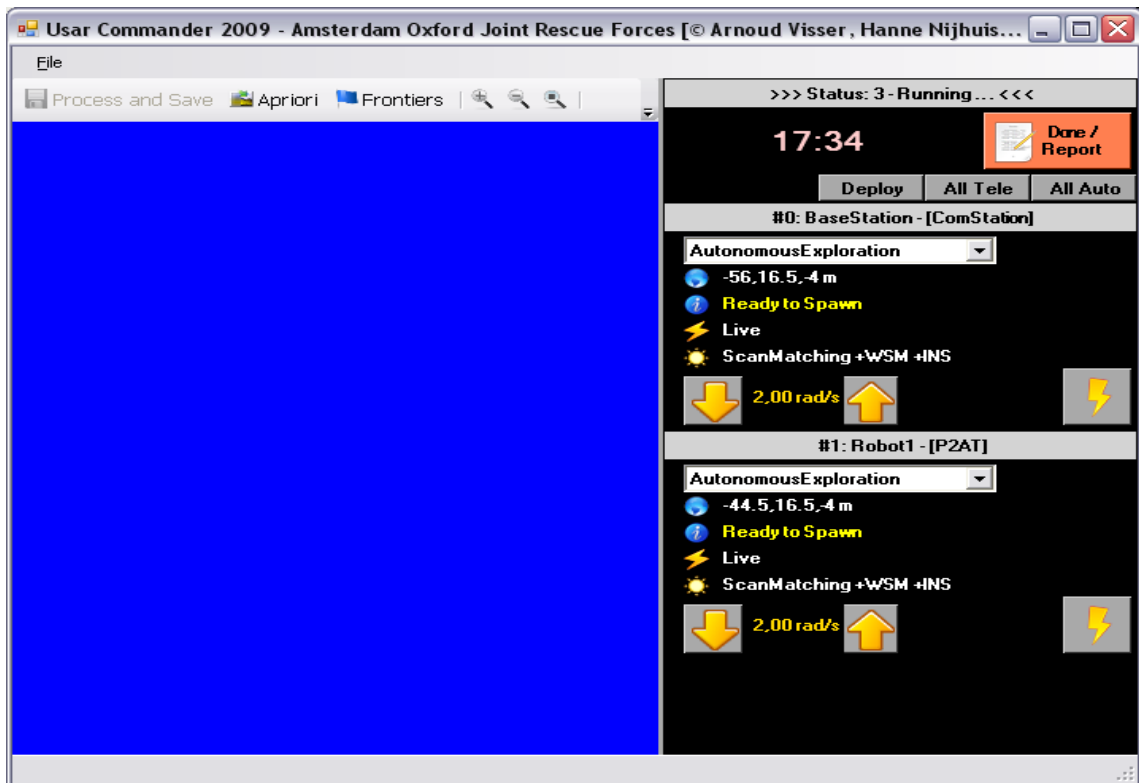 Usar Commander 2009 - Amsterdam Oxford Joint Rescue Forces [© Arnoud Visser, Hanne Nijhuis...
File
Process and Save Apriori Frontiers
>>> Status: 3 - Running... <<<
17:34
Done /
Report
Deploy All Tele All Auto
#0: BaseStation - [ComStation]
AutonomousExploration
-56,16.5,-4 m
Ready to Spawn
Live
ScanMatching +WSM +INS
2,00 rad/s
#1: Robot1 - [P2AT]
AutonomousExploration
-44.5,16.5,-4 m
Ready to Spawn
Live
ScanMatching +WSM +INS
2,00 rad/s